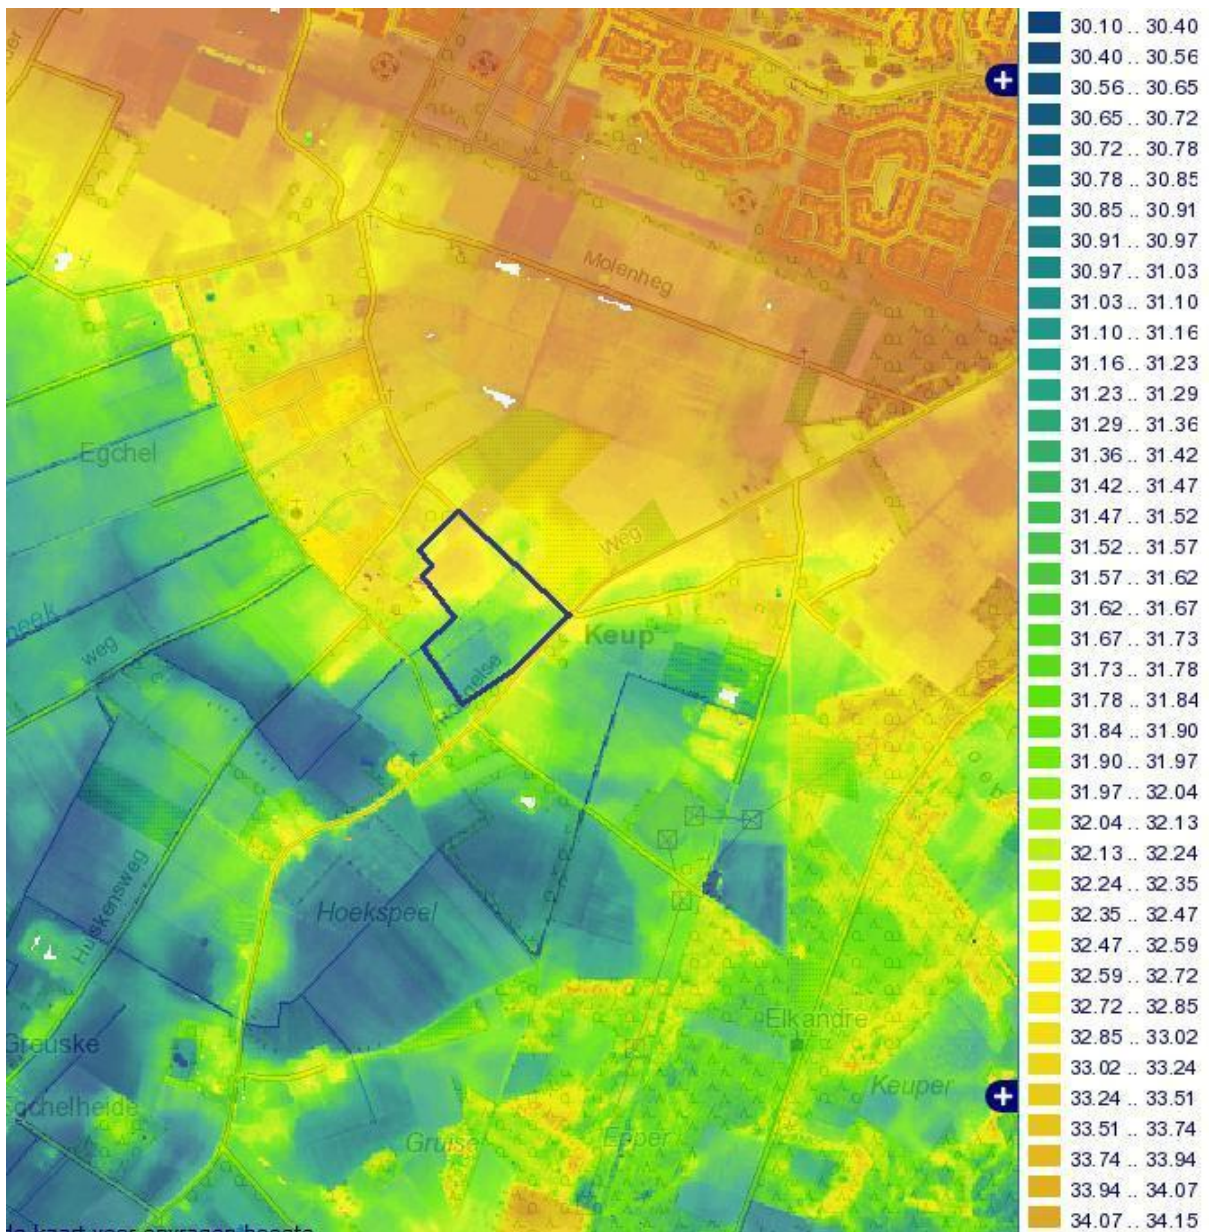 30.10 .. 30.40
30.40 .. 30.56
30.56 .. 30.65
30.65 .. 30.72
30.72 .. 30.78
30.78 .. 30.85
30.85 .. 30.91
30.91 .. 30.97
30.97 .. 31.03
31.03 .. 31.10
31.10 .. 31.16
31.16 .. 31.23
31.23 .. 31.29
31.29 .. 31.36
31.36 .. 31.42
31.42 .. 31.47
31.47 .. 31.52
31.52 .. 31.57
31.57 .. 31.62
31.62 .. 31.67
31.67 .. 31.73
31.73 .. 31.78
31.78 .. 31.84
31.84 .. 31.90
31.90 .. 31.97
31.97 .. 32.04
32.04 .. 32.13
32.13 .. 32.24
32.24 .. 32.35
32.35 .. 32.47
32.47 .. 32.59
32.59 .. 32.72
32.72 .. 32.85
32.85 .. 33.02
33.02 .. 33.24
33.24 .. 33.51
33.51 .. 33.74
33.74 .. 33.94
33.94 .. 34.07
34.07 .. 34.15
Molenheg
Egchel
Weg
Keup
weg
Huskensweg
Hoekspeel
Elkandre
Greuske
Keuper
Egchelheide
Epper